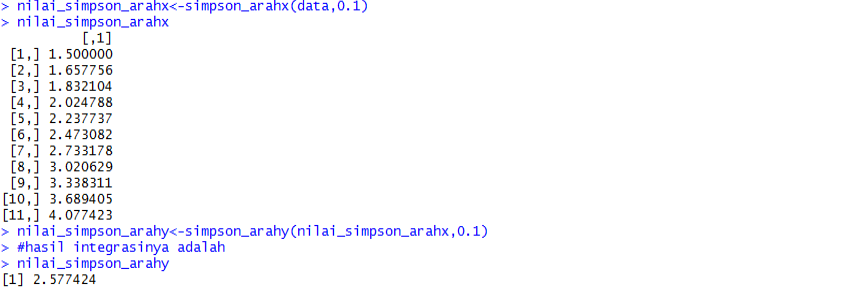 > nilai_simpson_arahx<-simpson_arahx(data,0.1)
> nilai_simpson_arahx
[,1]
[1,] 1.500000
[2,] 1.657756
[3,] 1.832104
[4,] 2.024788
[5,] 2.237737
[6,] 2.473082
[7,] 2.733178
[8,] 3.020629
[9,] 3.338311
[10,] 3.689405
[11,] 4.077423
> nilai_simpson_arahy<-simpson_arahy(nilai_simpson_arahx,0.1)
> #hasil integrasinya adalah
> nilai_simpson_arahy
[1] 2.577424